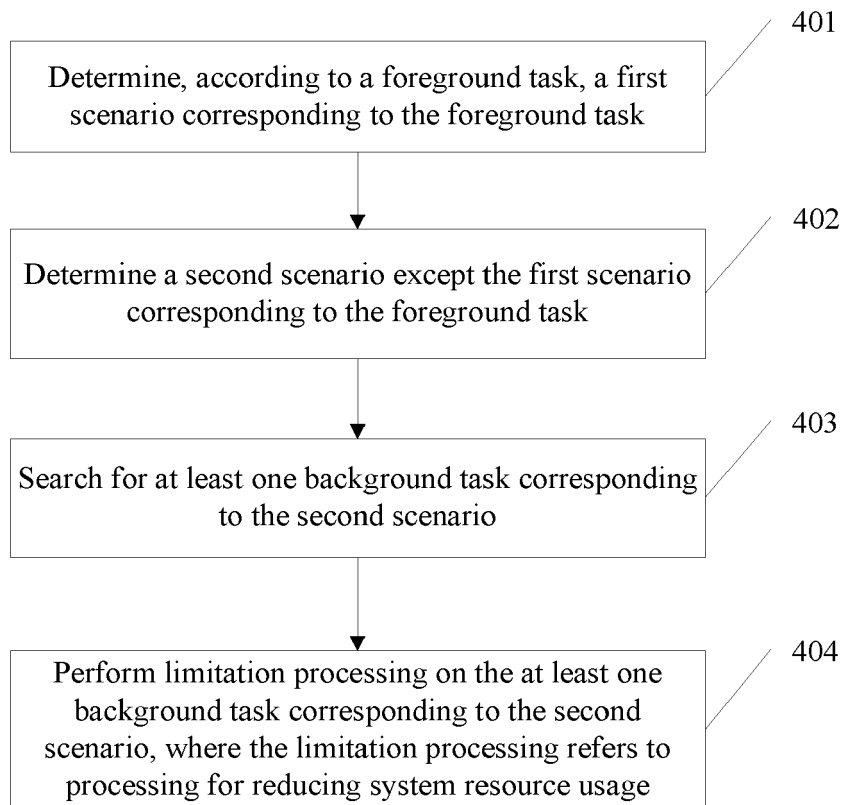 401
Determine, according to a foreground task, a first
scenario corresponding to the foreground task
402
Determine a second scenario except the first scenario
corresponding to the foreground task
403
Search for at least one background task corresponding
to the second scenario
404
Perform limitation processing on the at least one
background task corresponding to the second
scenario, where the limitation processing refers to
processing for reducing system resource usage